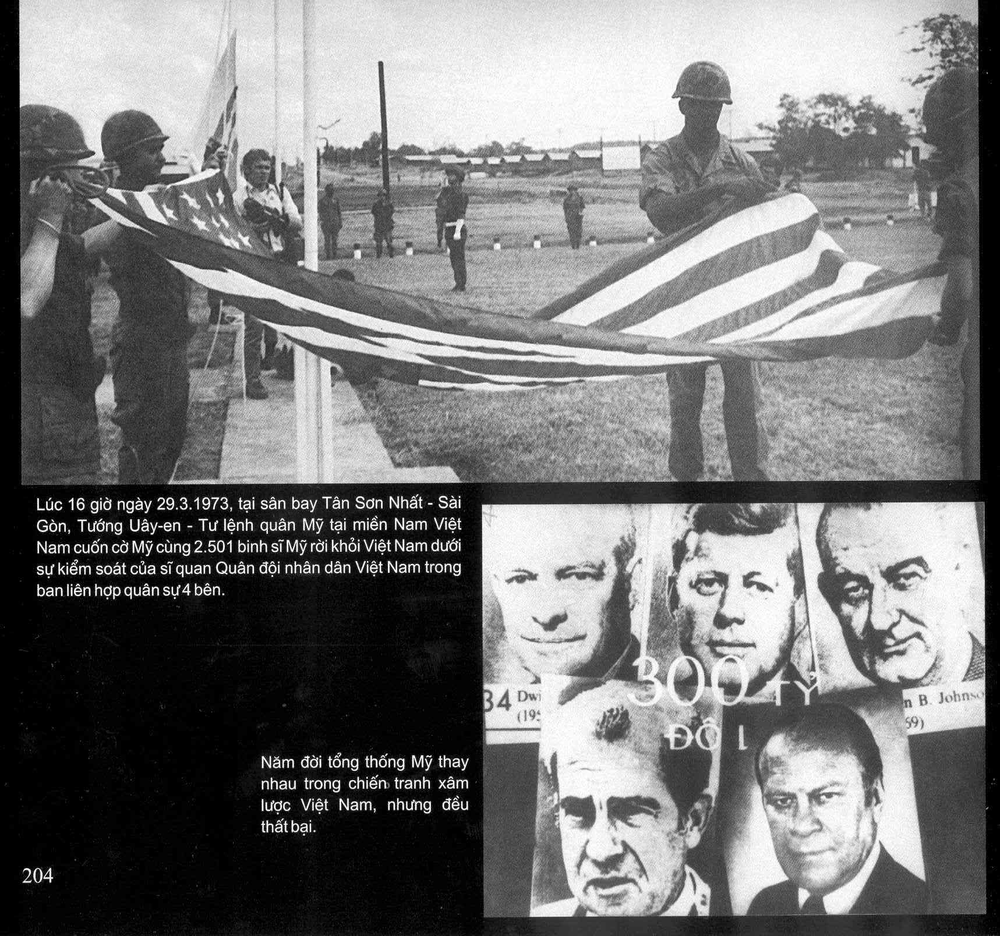 Lúc 16 giờ ngày 29.3.1973, tại sân bay Tân Sơn Nhất - Sài
Gòn, Tướng Uây-en - Tư lệnh quân Mỹ tại miền Nam Việt
Nam cuốn cờ Mỹ cùng 2.501 binh sĩ Mỹ rời khỏi Việt Nam dưới
sự kiểm soát của sĩ quan Quân đội nhân dân Việt Nam trong
ban liên hợp quân sự 4 bên.
300 TỶ
ĐÔ L
34 Dwi
(195
n B. Johnso
69)
Năm đời tổng thống Mỹ thay
nhau trong chiến tranh xâm
lược Việt Nam, nhưng đều
thất bại.
204